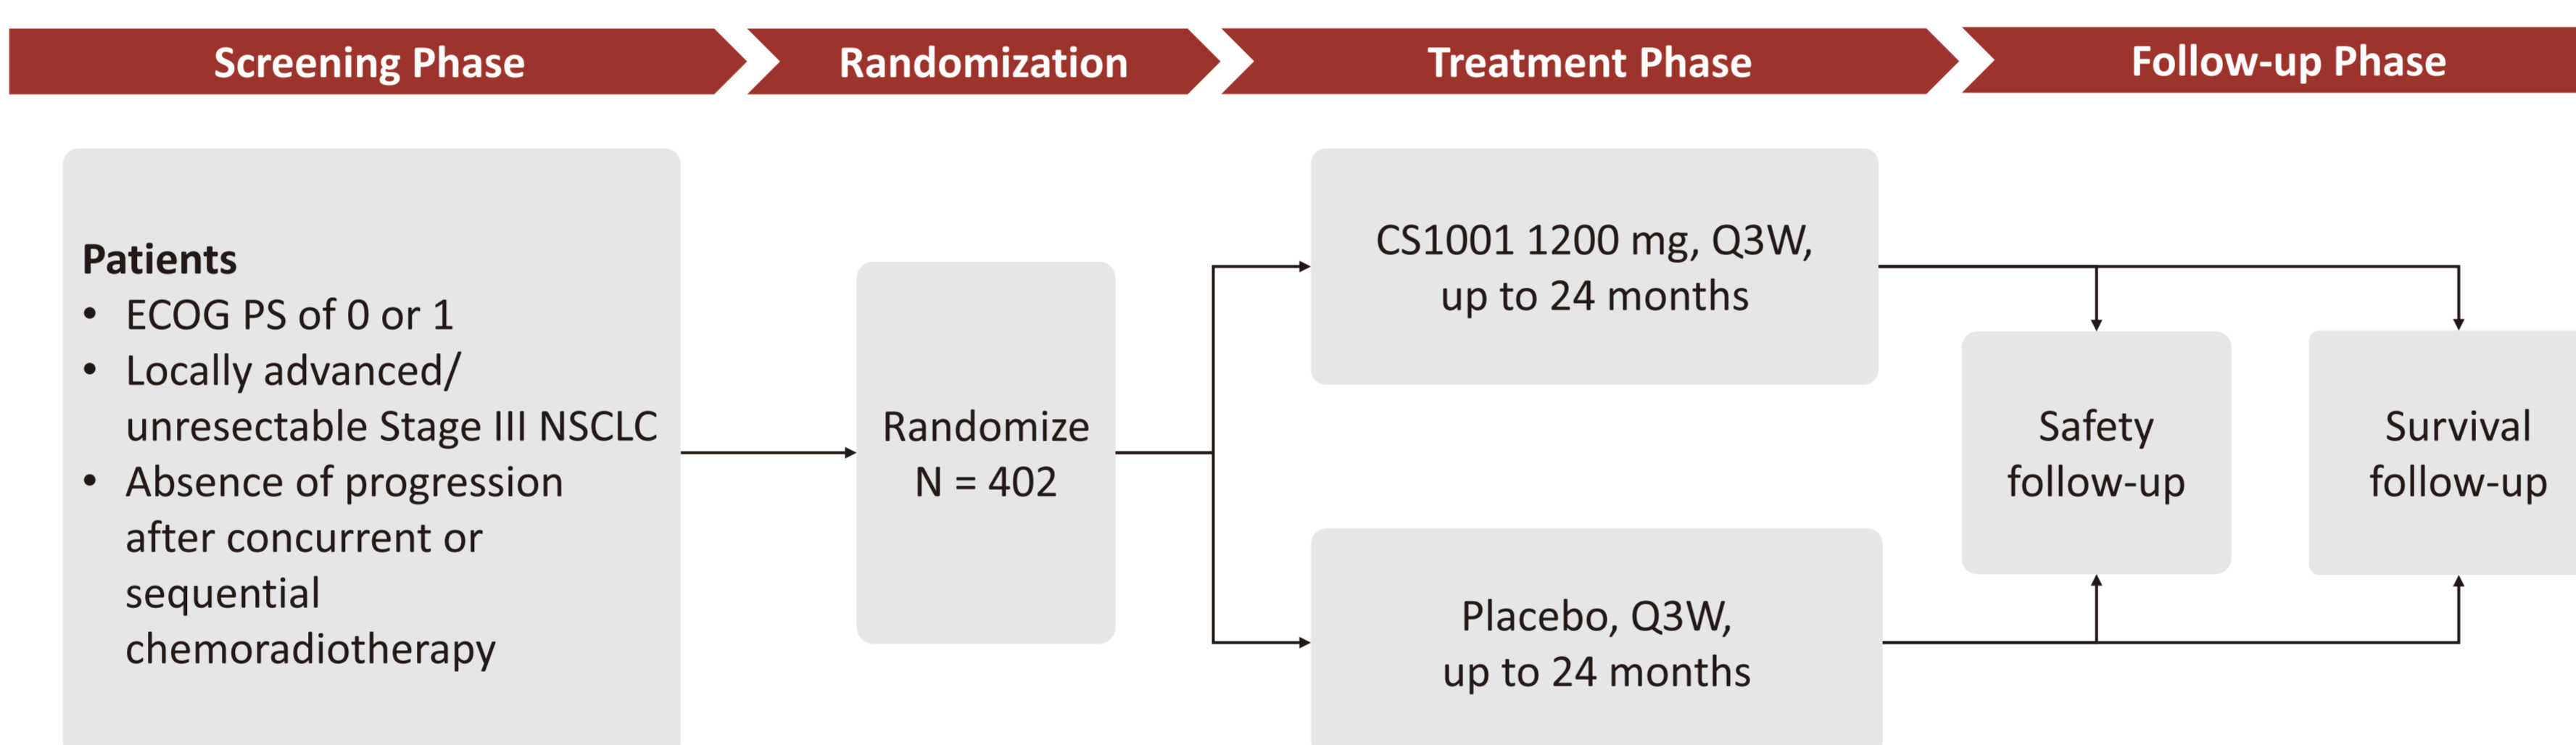 Screening Phase
Randomization
Treatment Phase
Follow-up Phase
Patients
• ECOG PS of 0 or 1
• Locally advanced/
unresectable Stage III NSCLC
• Absence of progression
after concurrent or
sequential
chemoradiotherapy
Randomize
N = 402
CS1001 1200 mg, Q3W,
up to 24 months
Placebo, Q3W,
up to 24 months
Safety
follow-up
Survival
follow-up